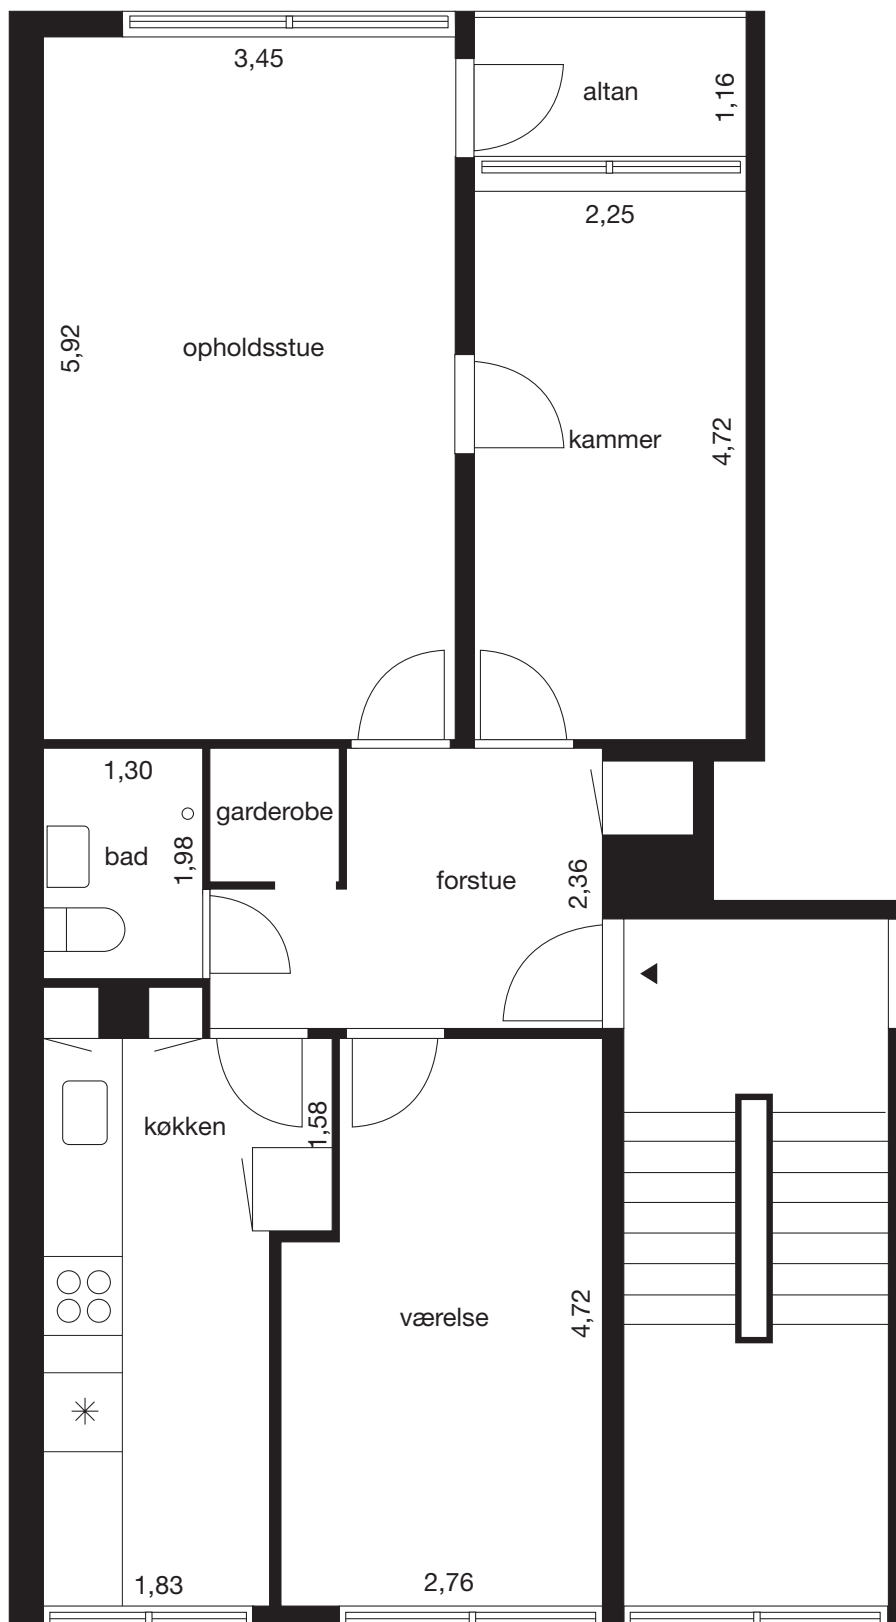 3,45
altan
1,16
2,25
5,92
opholdsstue
kammer
4,72
1,30
garderobe
bad
1,98
forstue
2,36
køkken
1,58
værelse
4,72
1,83
2,76